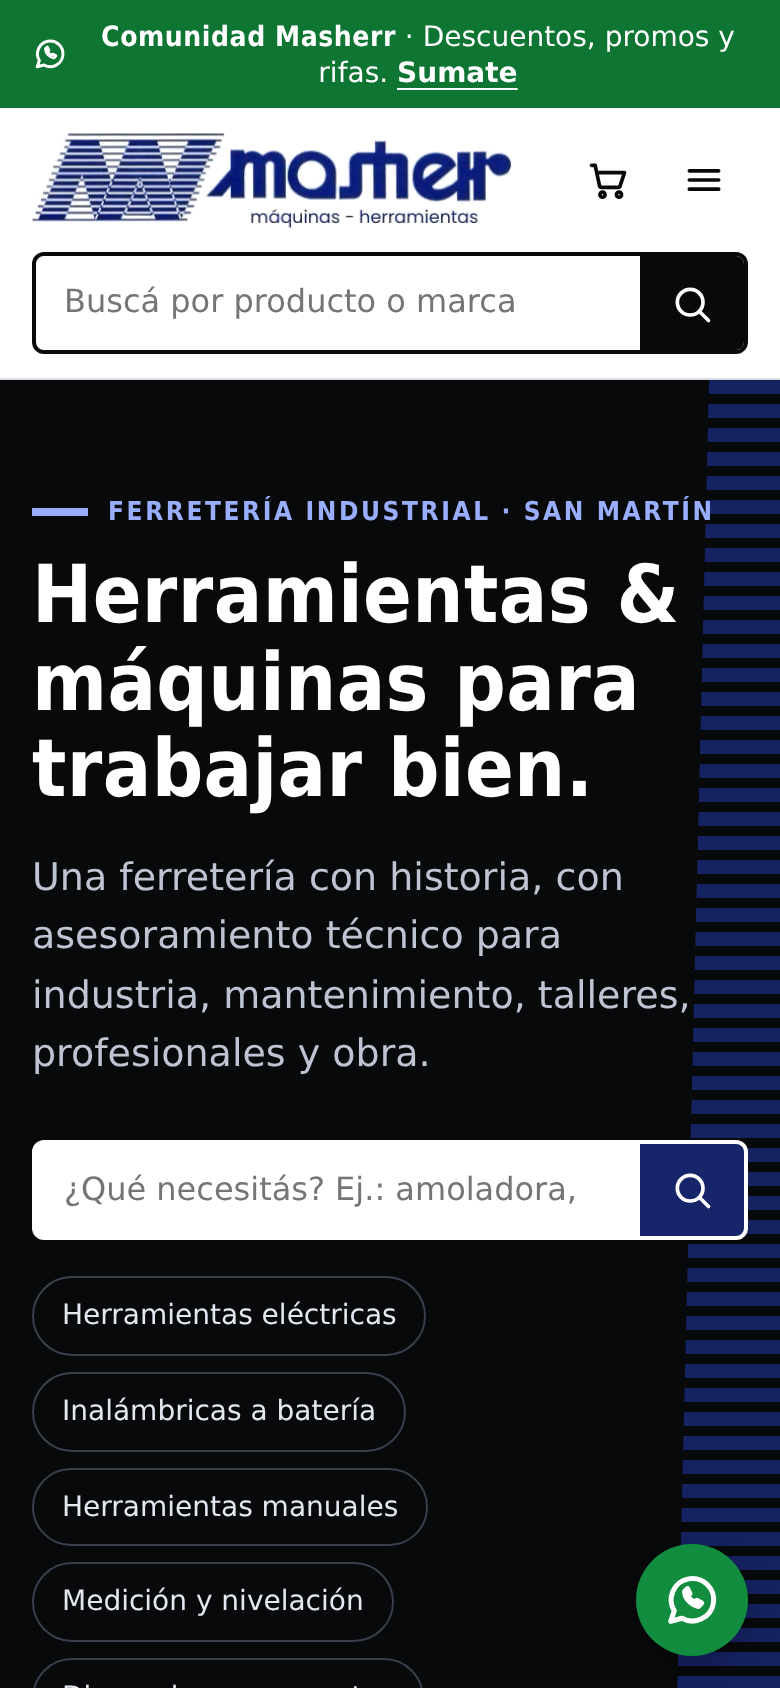 Comunidad Masherr · Descuentos, promos y
rifas. Sumate
masherr
máquinas - herramientas
Buscá por producto o marca
FERRETERÍA INDUSTRIAL · SAN MARTÍN
Herramientas &
máquinas para
trabajar bien.
Una ferretería con historia, con
asesoramiento técnico para
industria, mantenimiento, talleres,
profesionales y obra.
¿Qué necesitás? Ej.: amoladora,
Herramientas eléctricas
Inalámbricas a batería
Herramientas manuales
Medición y nivelación